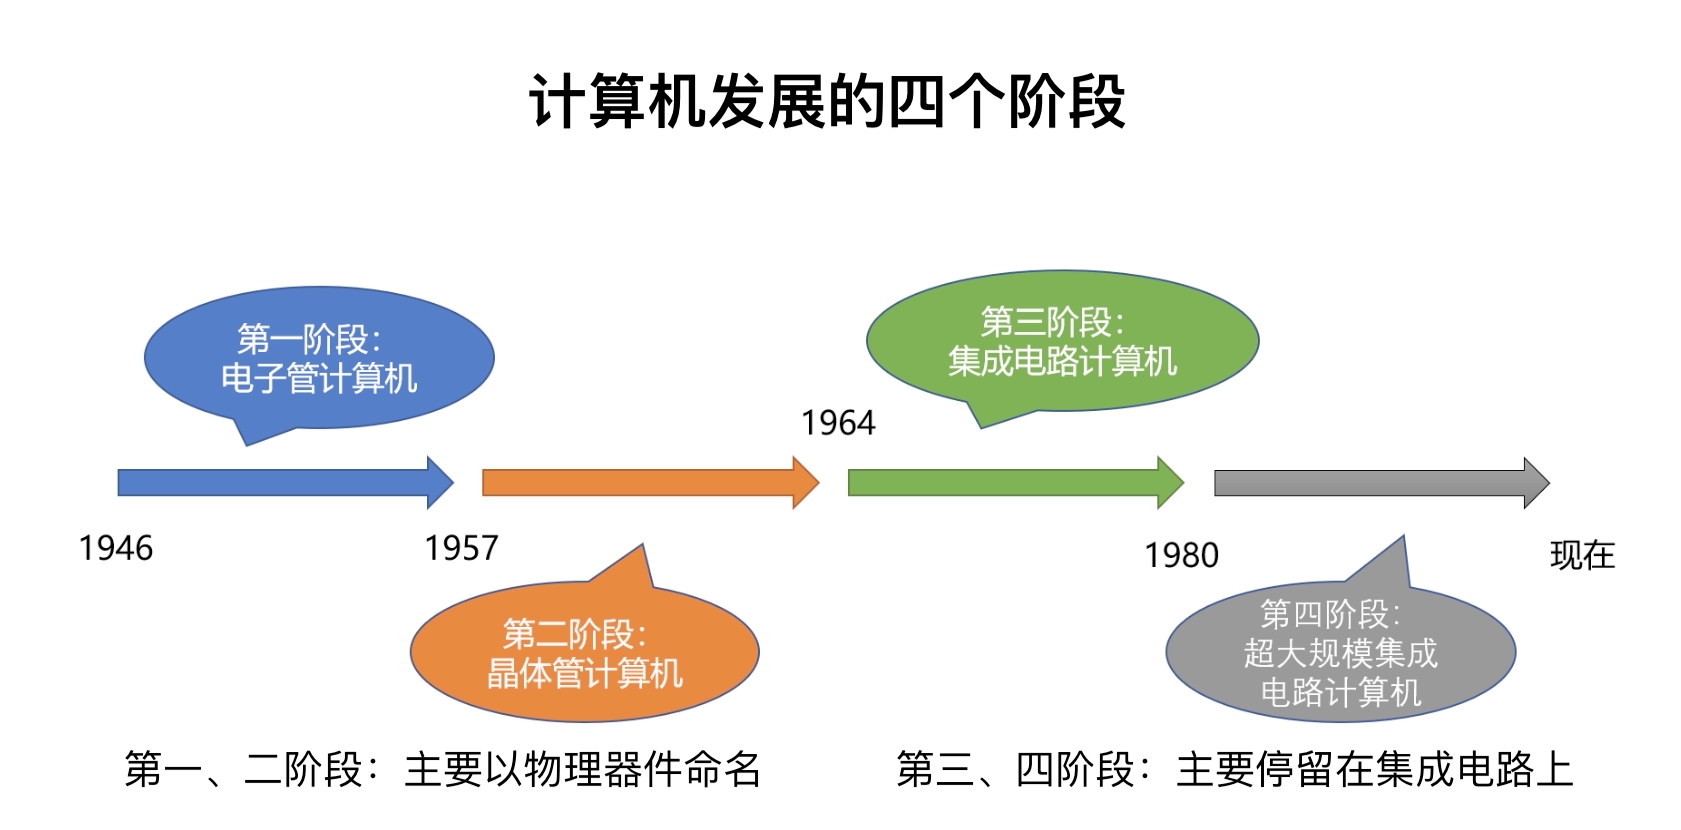 计算机发展的四个阶段
第一阶段：
电子管计算机
第三阶段：
集成电路计算机
1964
1946
1957
1980
现在
第二阶段：
晶体管计算机
第四阶段：
超大规模集成
电路计算机
第一、二阶段：主要以物理器件命名
第三、四阶段：主要停留在集成电路上